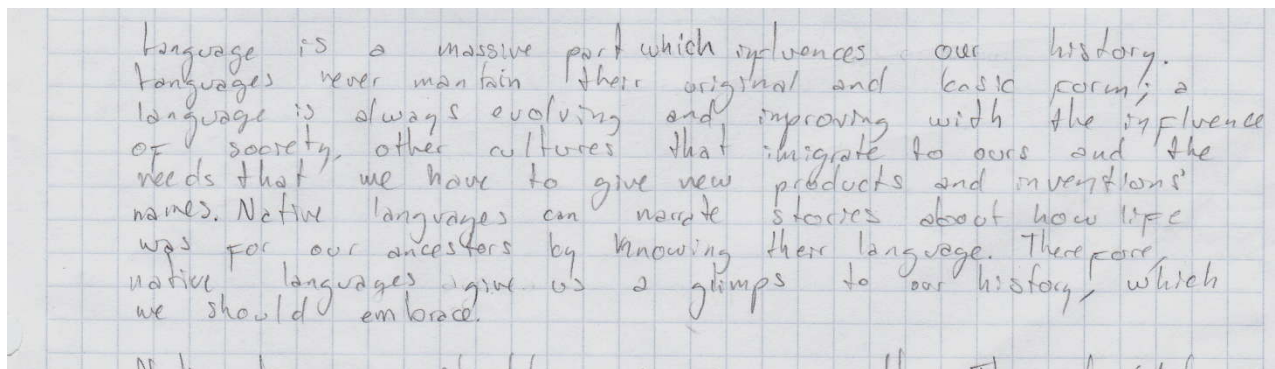 Language is a massive part which influences our history.
Languages never mantain their original and basic form; a
language is always evolving and improving with the influence
of society, other cultures that imigrate to ours and the
needs that we have to give new products and inventions'
names. Native languages can narrate stories about how life
was for our ancestors by knowing their language. Therefore,
native languages give us a glimps to our history, which
we should embrace.